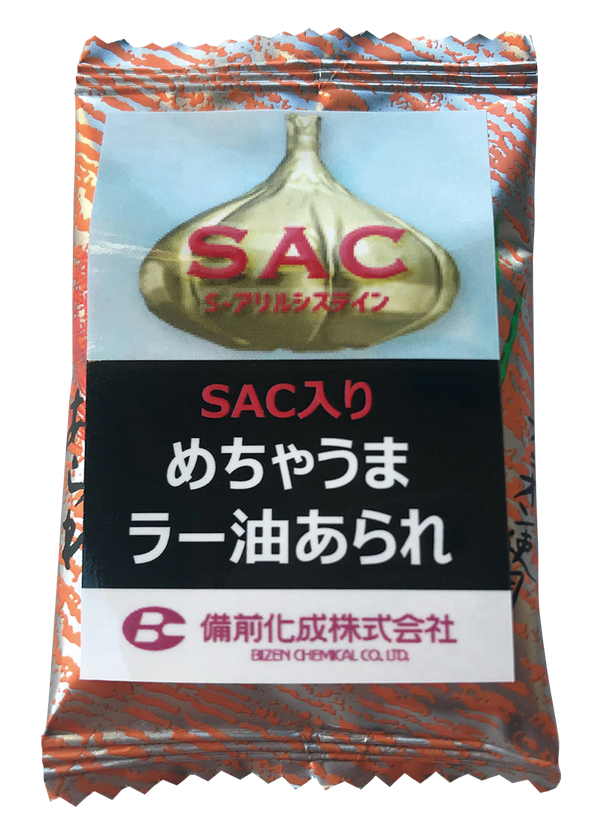 SAC
S-アリルシステイン
SAC入り
めちゃうま
ラー油あられ
BC 備前化成株式会社
BIZEN CHEMICAL CO., LTD.